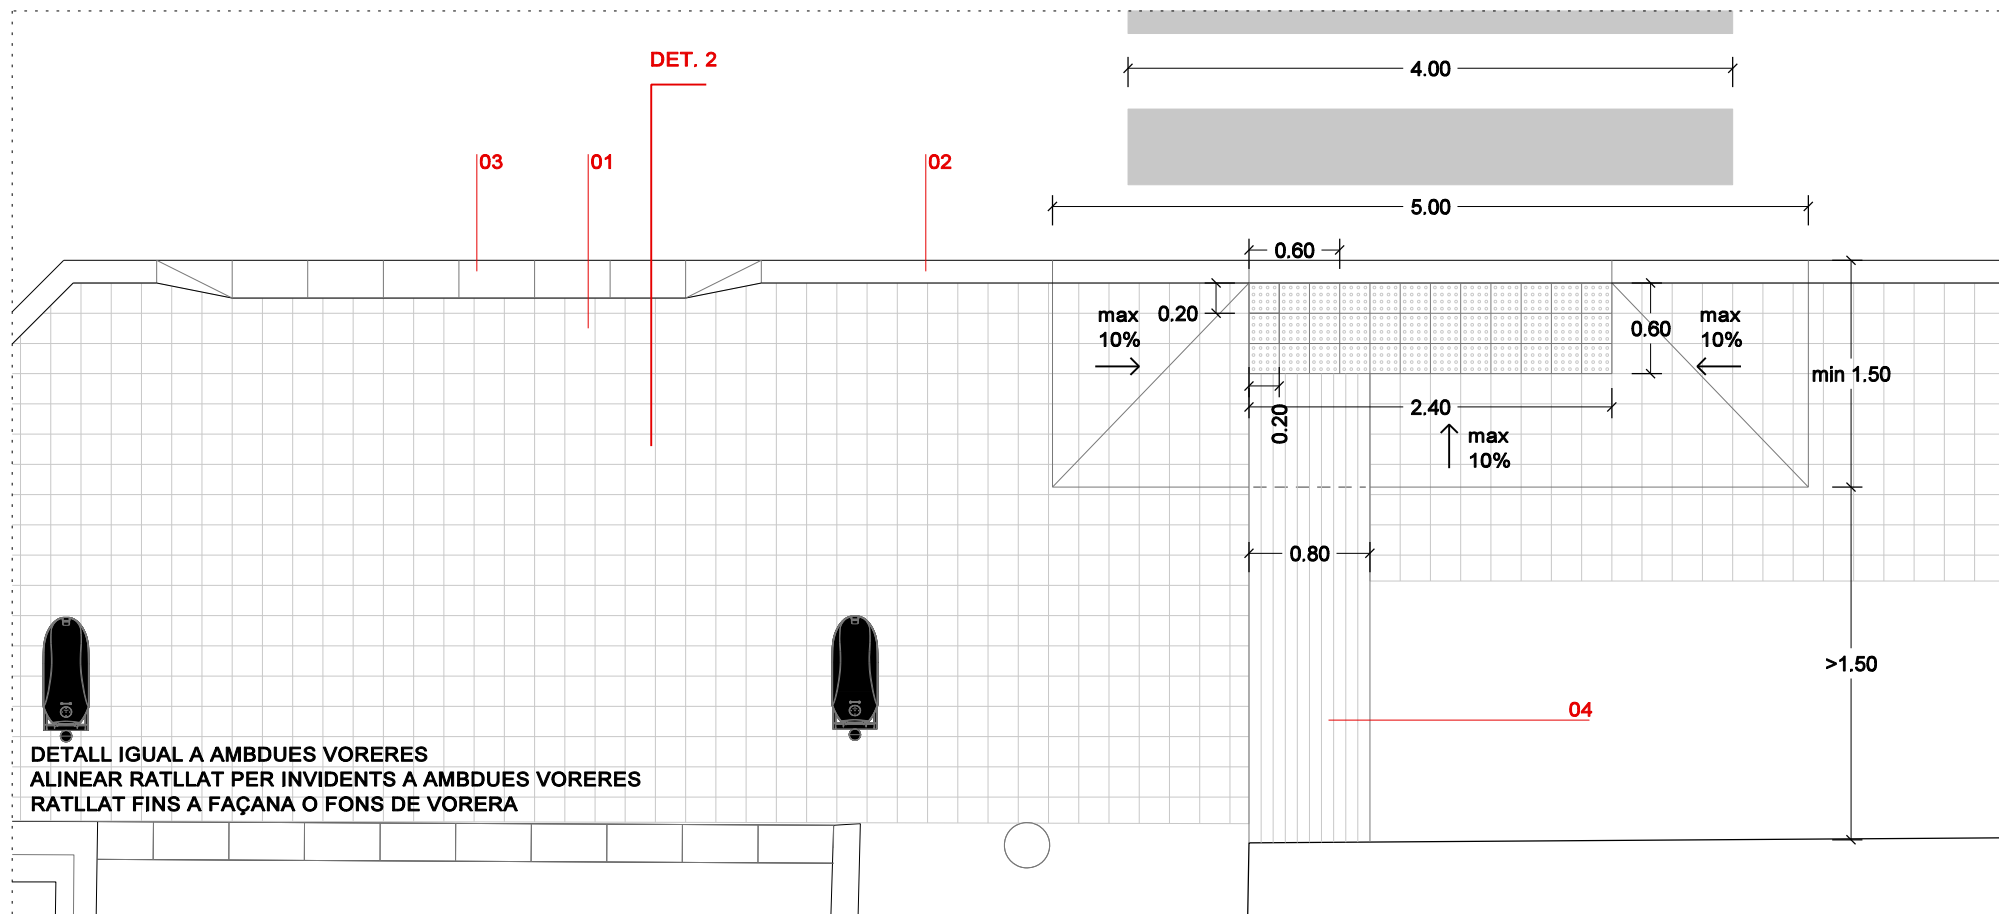 DET. 2
4.00
03
01
02
5.00
0.60
max
10%
0.20
0.60
max
10%
min 1.50
2.40
0.20
max
10%
0.80
>1.50
04
DETALL IGUAL A AMBDUES VORERES
ALINEAR RATLLAT PER INVIDENTS A AMBDUES VORERES
RATLLAT FINS A FAÇANA O FONS DE VORERA